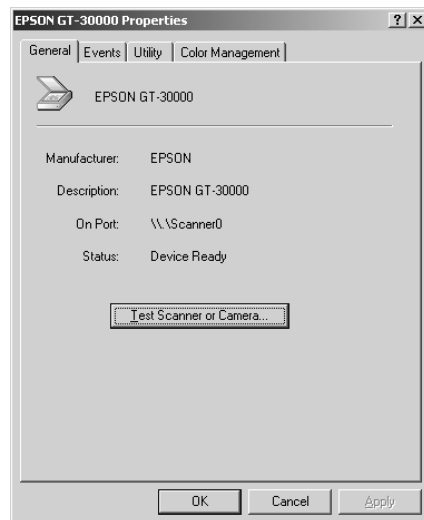 EPSON GT-30000 Properties
? ×
General Events Utility Color Management
EPSON GT-30000
Manufacturer: EPSON
Description: EPSON GT-30000
On Port: \\.\Scanner0
Status: Device Ready
Test Scanner or Camera...
OK Cancel Apply